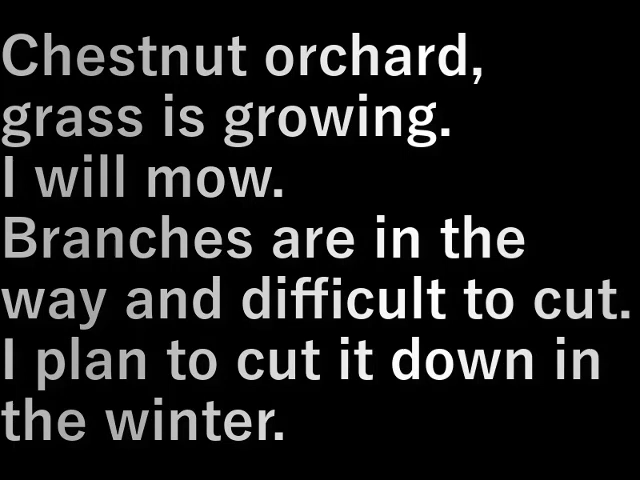 Chestnut orchard,
grass is growing.
I will mow.
Branches are in the
way and difficult to cut.
I plan to cut it down in
the winter.